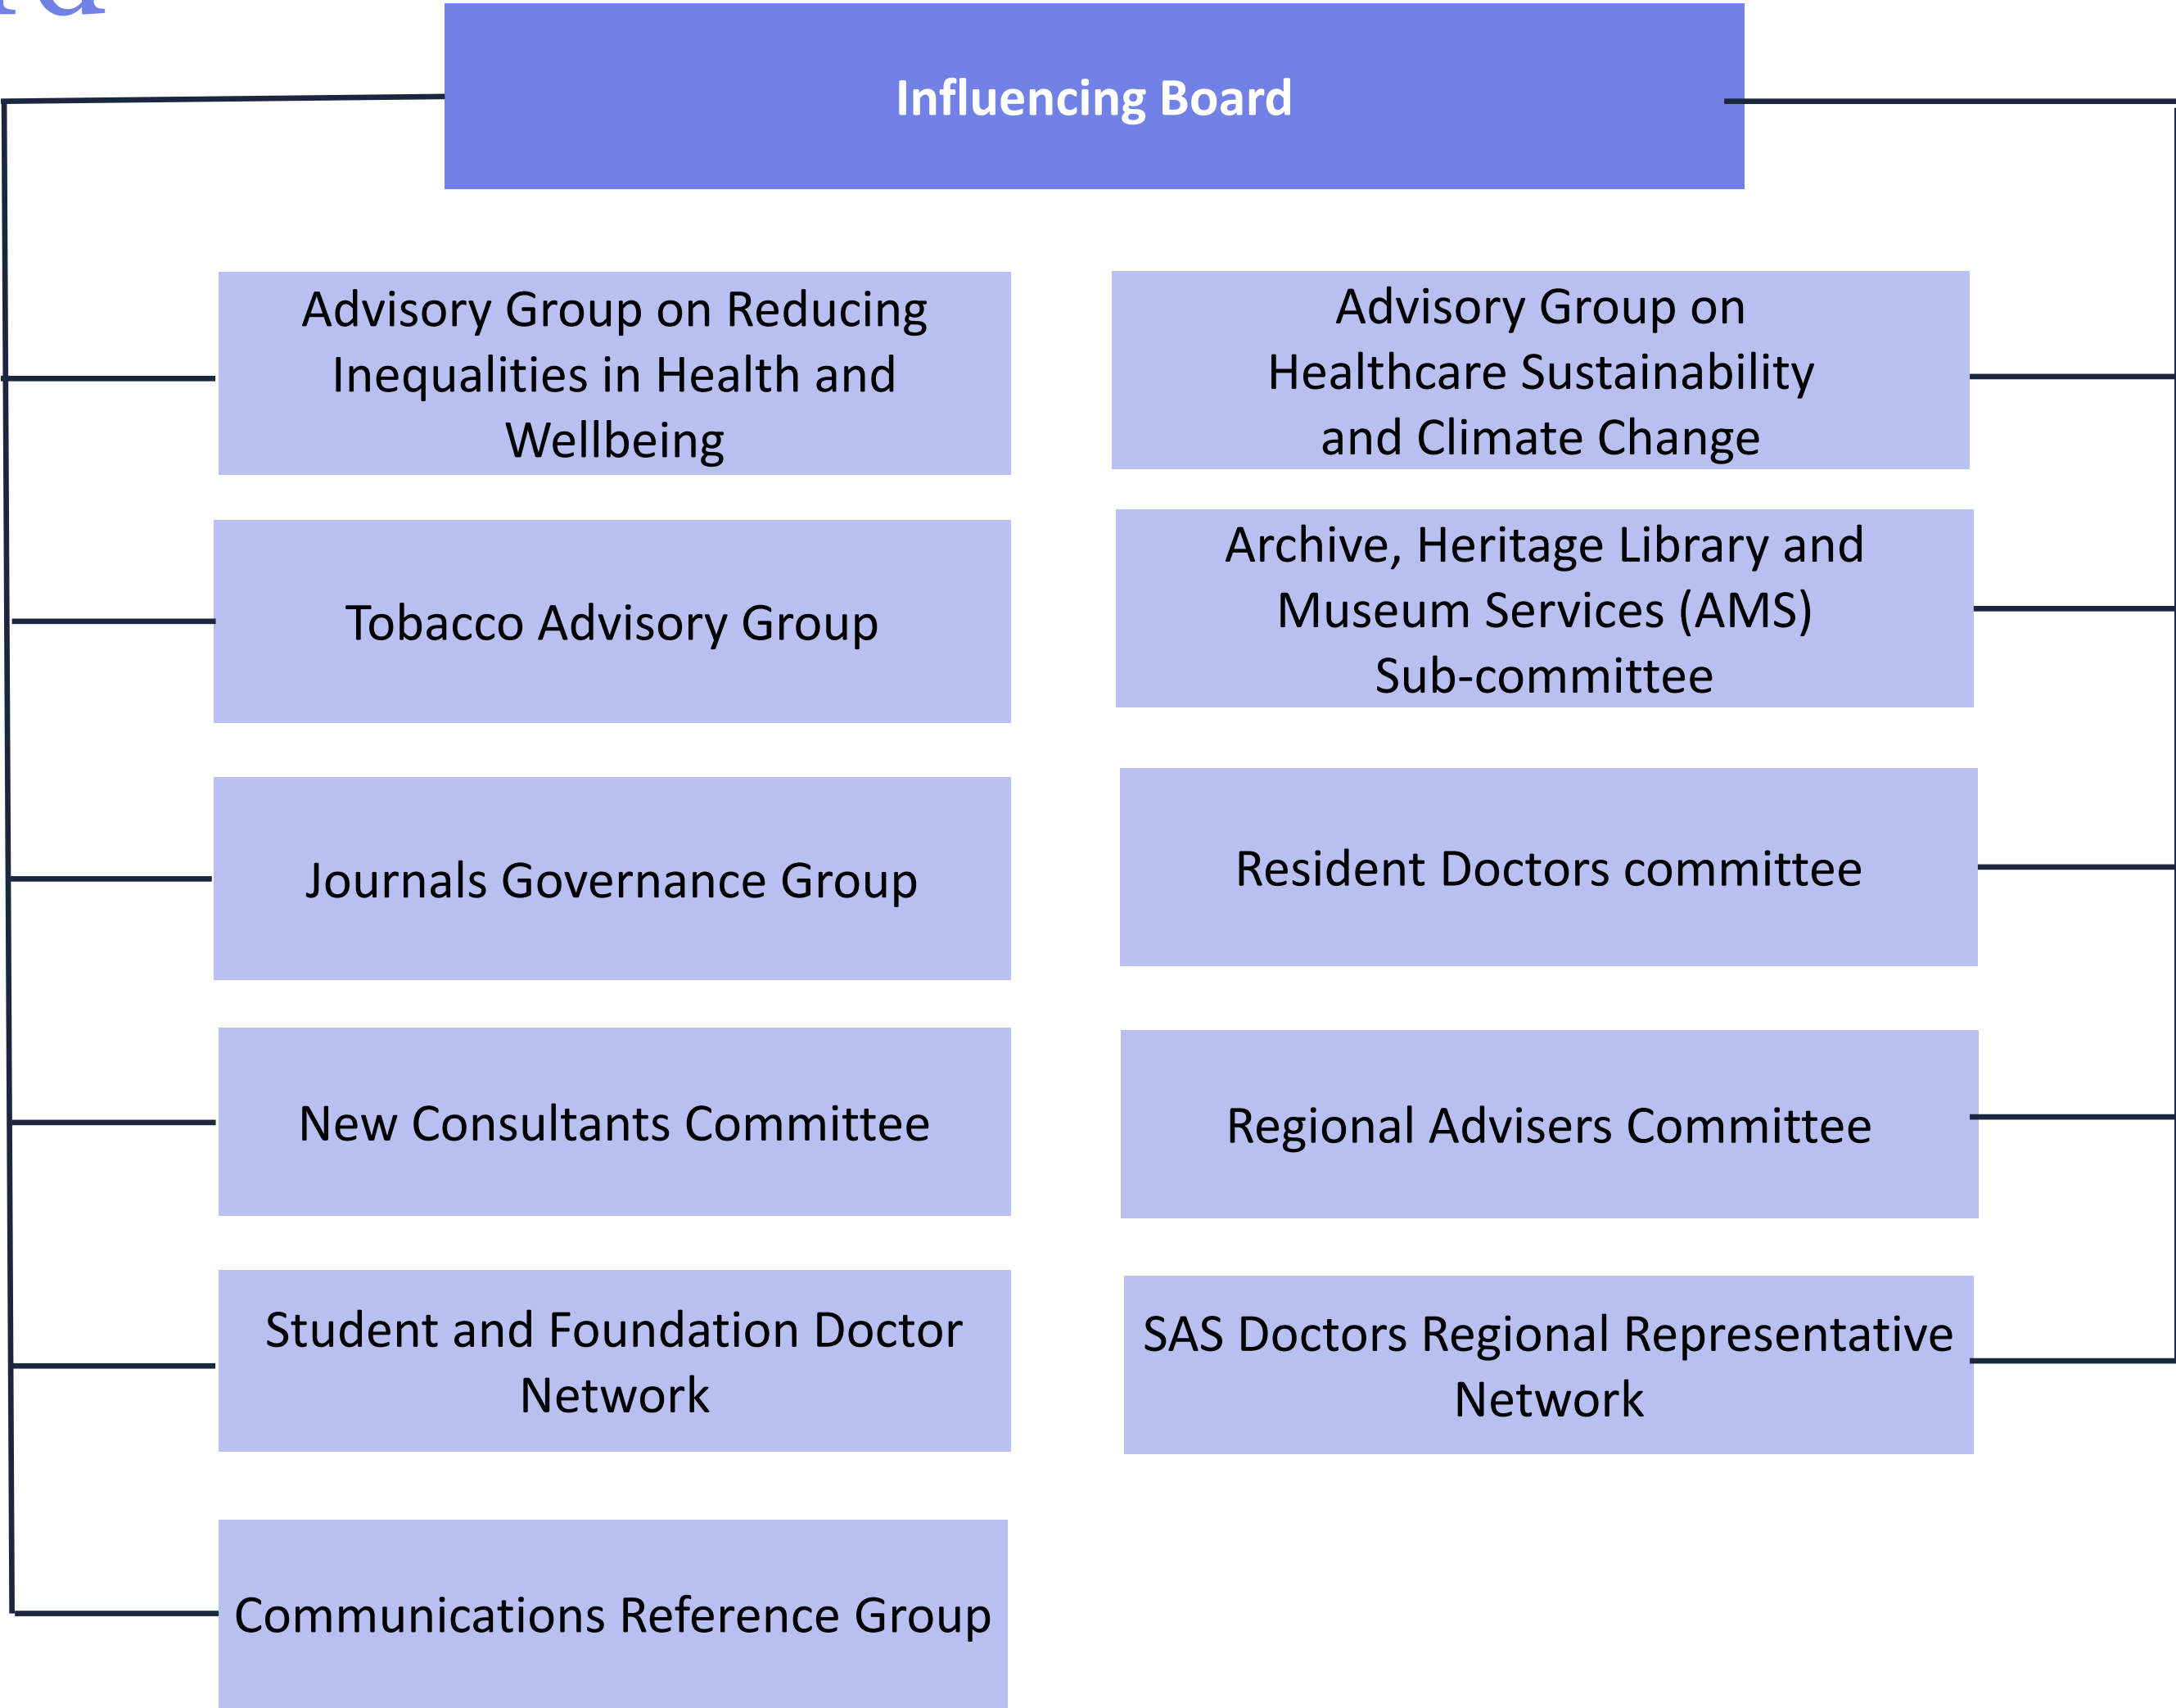 Influencing Board
Advisory Group on Reducing
Inequalities in Health and
Wellbeing
Advisory Group on
Healthcare Sustainability
and Climate Change
Tobacco Advisory Group
Archive, Heritage Library and
Museum Services (AMS)
Sub-committee
Journals Governance Group
Resident Doctors committee
New Consultants Committee
Regional Advisers Committee
Student and Foundation Doctor
Network
SAS Doctors Regional Representative
Network
Communications Reference Group